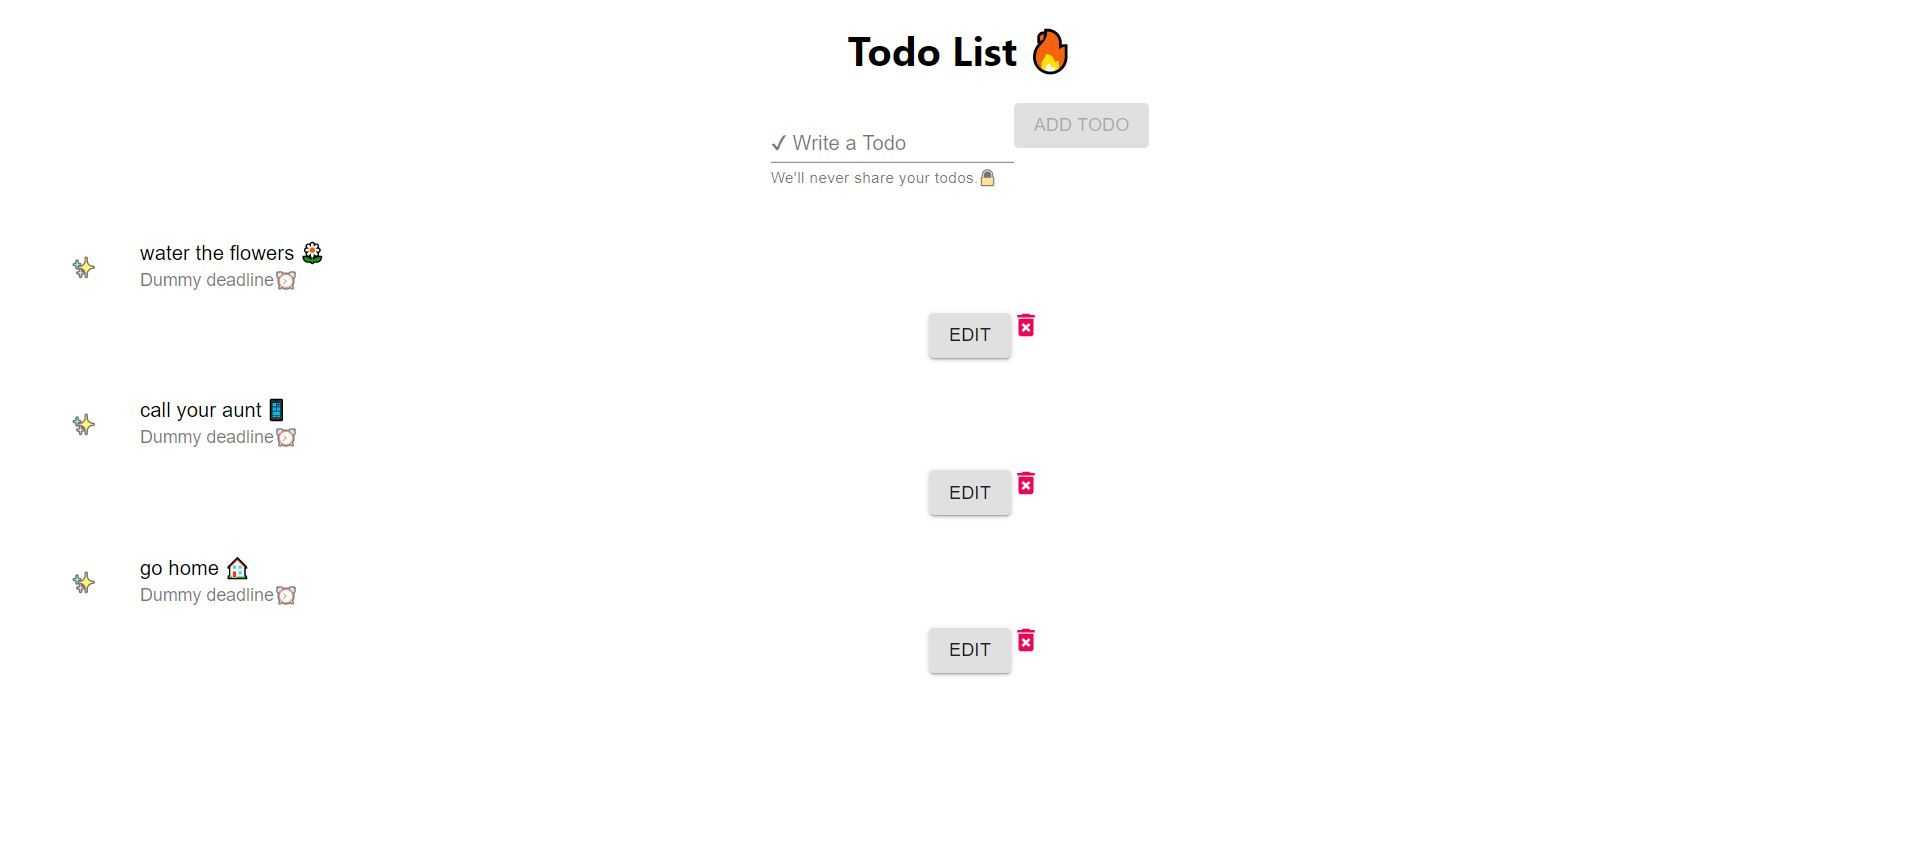 Todo List 🔥
ADD TODO
✓ Write a Todo
We'll never share your todos.🔒
water the flowers 🌼
Dummy deadline⏰
EDIT
call your aunt 📱
Dummy deadline⏰
EDIT
go home 🏠
Dummy deadline⏰
EDIT